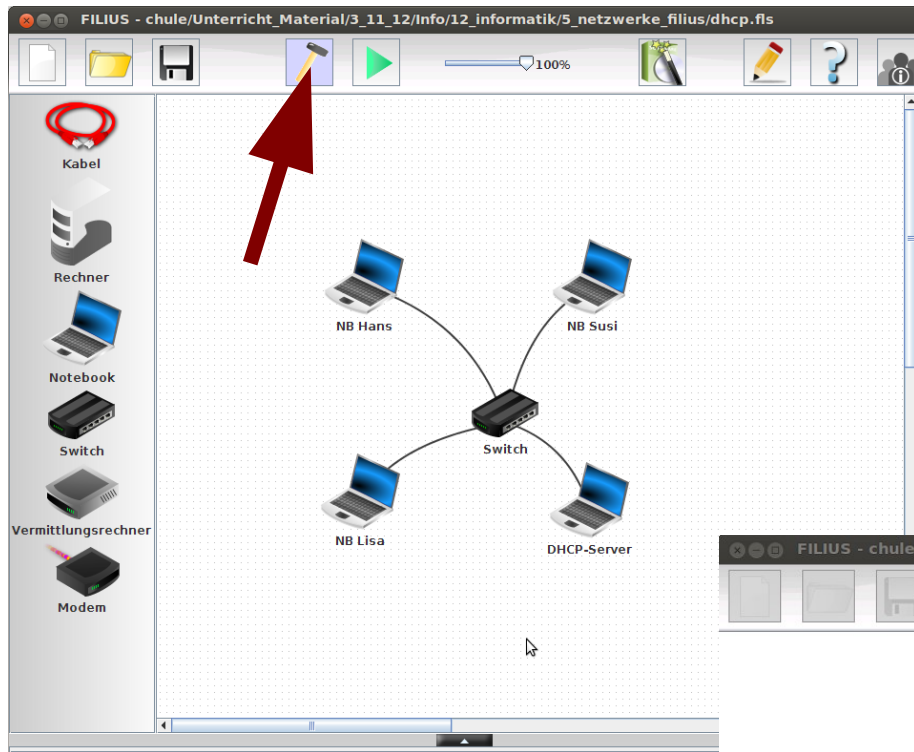 FILIUS - chule/Unterricht_Material/3_11_12/Info/12_informatik/5_netzwerke_filius/dhcp.fls
100%
Kabel
Rechner
Notebook
Switch
Vermittlungsrechner
Modem
NB Hans
NB Susi
Switch
NB Lisa
DHCP-Server
FILIUS - chule